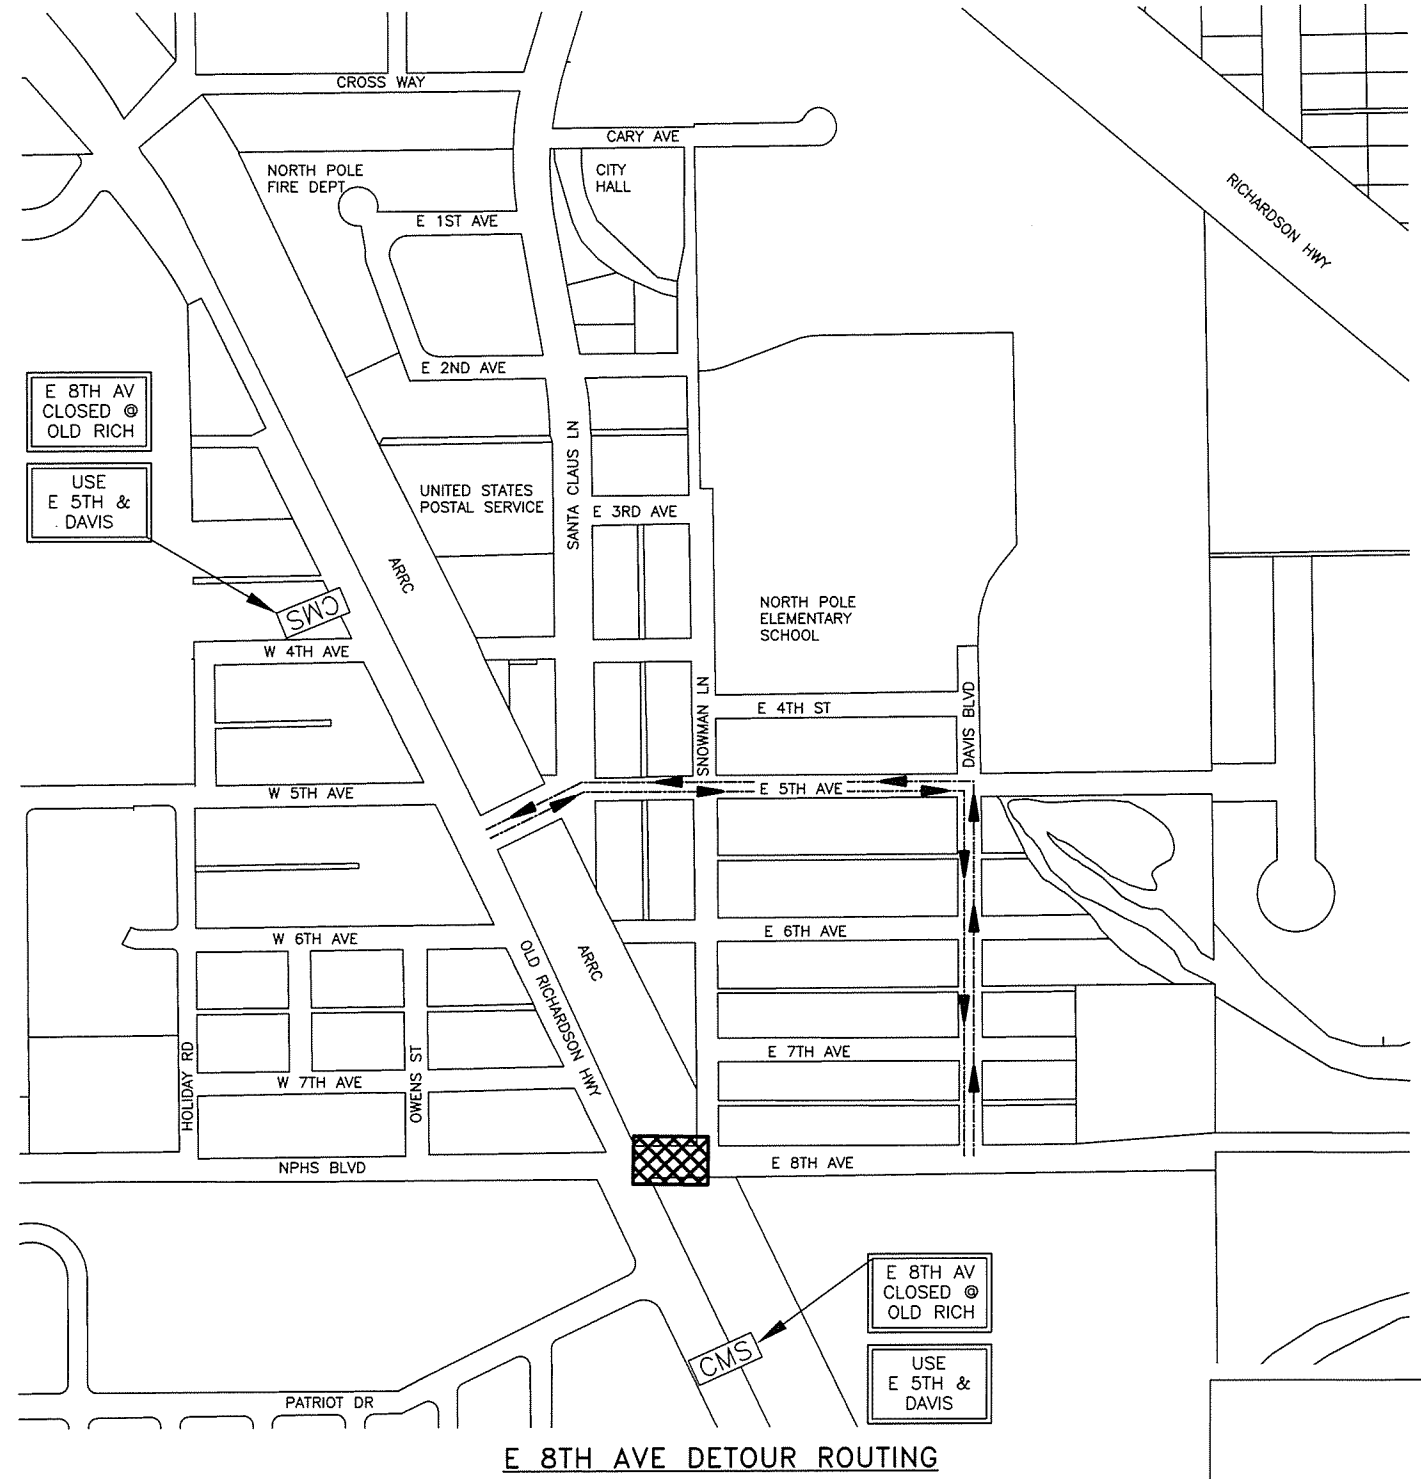 CROSS WAY
CARY AVE
NORTH POLE
FIRE DEPT
CITY
HALL
RICHARDSON HWY
E 1ST AVE
E 2ND AVE
E 8TH AV
CLOSED @
OLD RICH
USE
E 5TH &
DAVIS
SANTA CLAUS LN
UNITED STATES
POSTAL SERVICE
E 3RD AVE
ARRC
CMS
NORTH POLE
ELEMENTARY
SCHOOL
W 4TH AVE
SNOWMAN LN
E 4TH ST
DAVIS BLVD
W 5TH AVE
E 5TH AVE
W 6TH AVE
OLD RICHARDSON HWY
ARRC
E 6TH AVE
HOLIDAY RD
W 7TH AVE
OWENS ST
E 7TH AVE
NPHS BLVD
E 8TH AVE
E 8TH AV
CLOSED @
OLD RICH
CMS
USE
E 5TH &
DAVIS
PATRIOT DR
E 8TH AVE DETOUR ROUTING